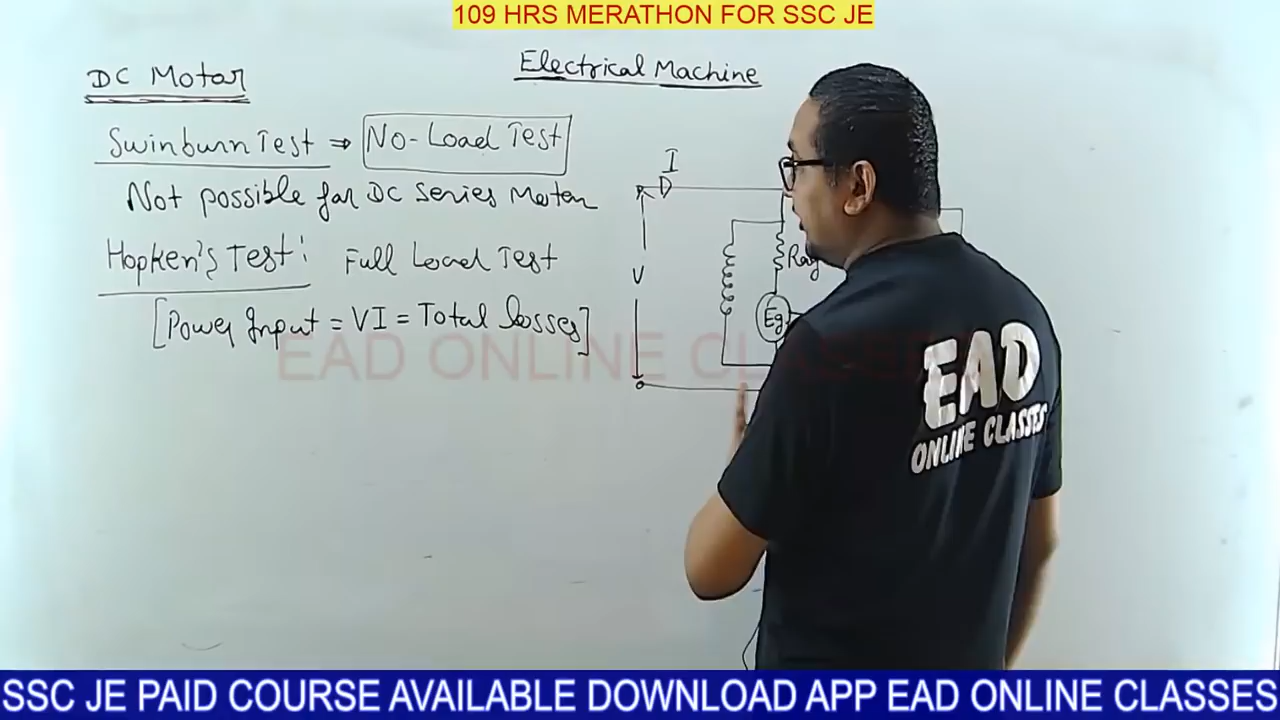 109 HRS MERATHON FOR SSC JE
Electrical Machine
DC Motor
Swinburn Test ⇒ No-Load Test
Not possible for DC Series Motor
Hopken's Test: Full Load Test
[Power Input = VI = Total losses]
I
V
Eg
EAD ONLINE CLASSES
EAD
ONLINE CLASSES
SSC JE PAID COURSE AVAILABLE DOWNLOAD APP EAD ONLINE CLASSES